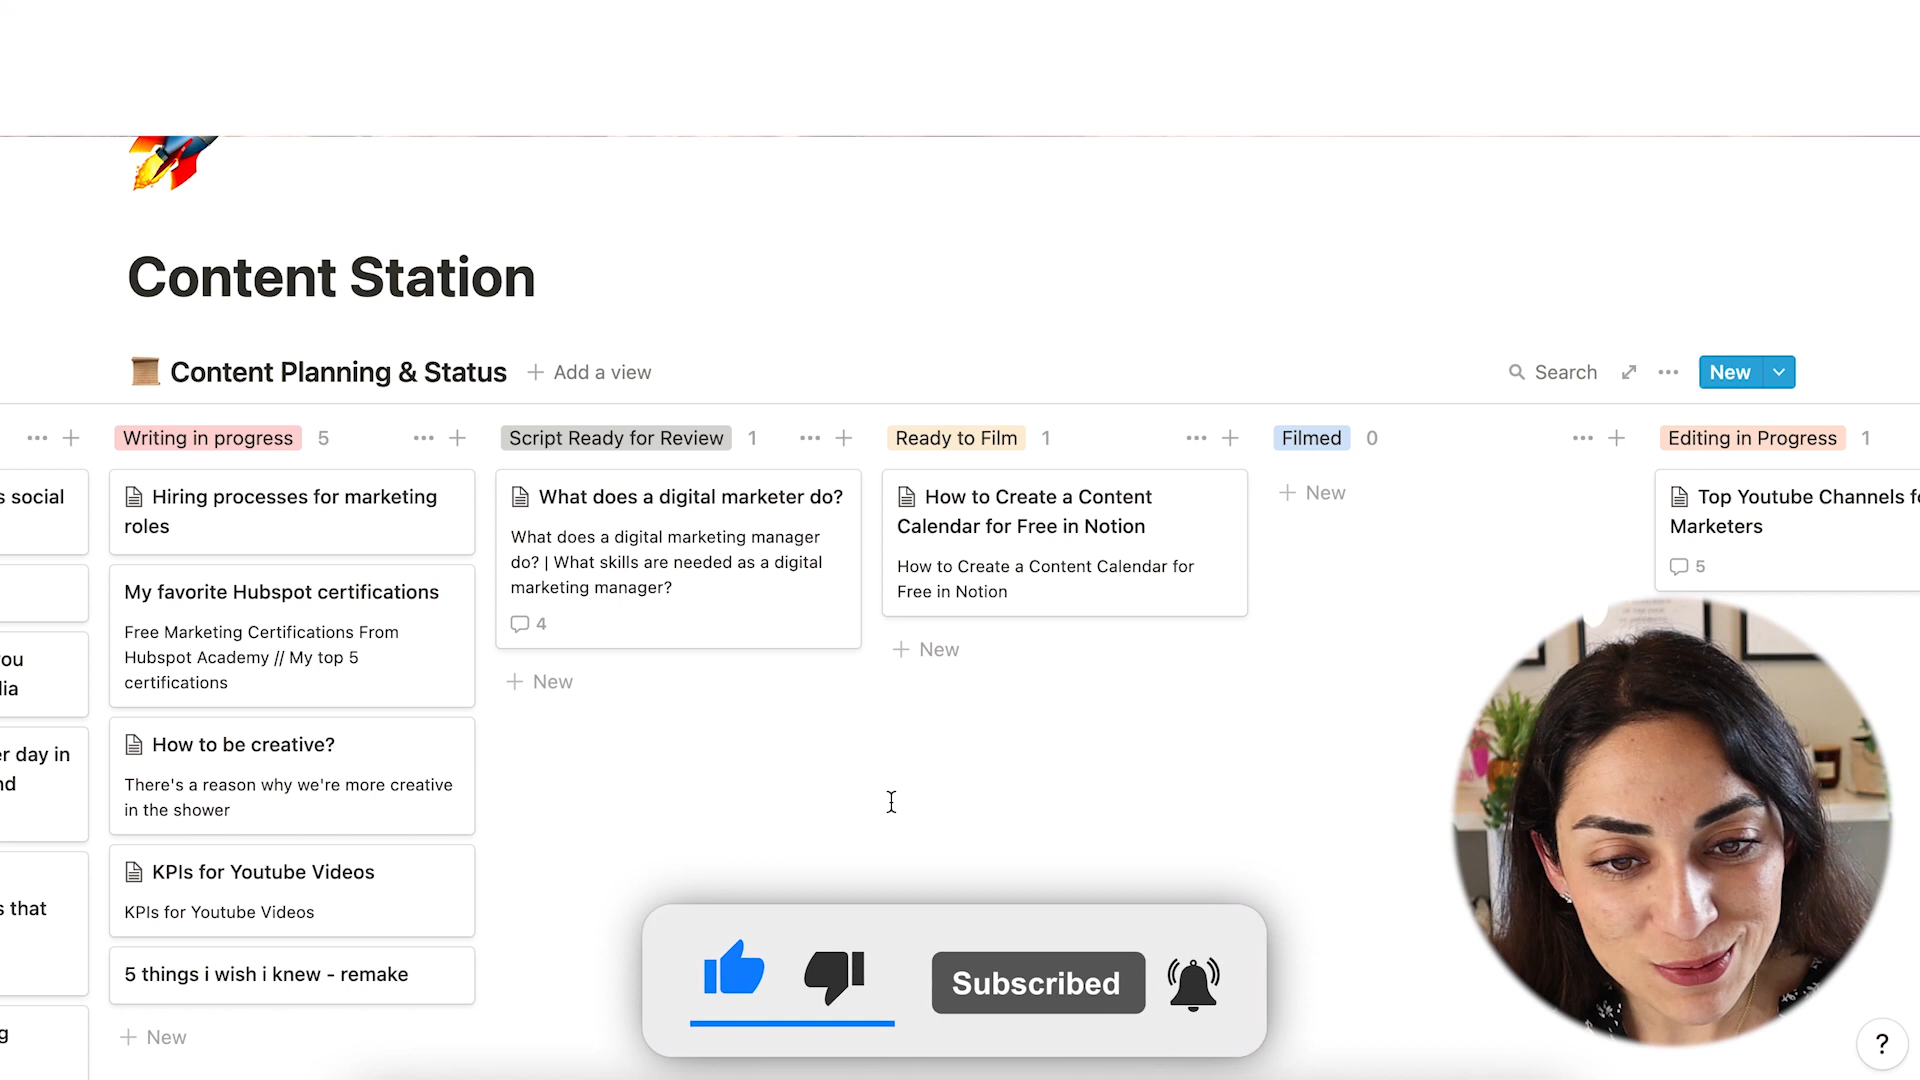 Content Station
Content Planning & Status
Add a view
Search
New
Writing in progress 5
Script Ready for Review 1
Ready to Film 1
Filmed 0
Editing in Progress 1
s social
ou
lia
er day in
nd
s that
g
Hiring processes for marketing
roles
My favorite Hubspot certifications
Free Marketing Certifications From
Hubspot Academy // My top 5
certifications
How to be creative?
There's a reason why we're more creative
in the shower
KPIs for Youtube Videos
KPIs for Youtube Videos
5 things i wish i knew - remake
New
What does a digital marketer do?
What does a digital marketing manager
do? | What skills are needed as a digital
marketing manager?
4
New
How to Create a Content
Calendar for Free in Notion
How to Create a Content Calendar for
Free in Notion
New
New
Top Youtube Channels fo
Marketers
5
Subscribed
?